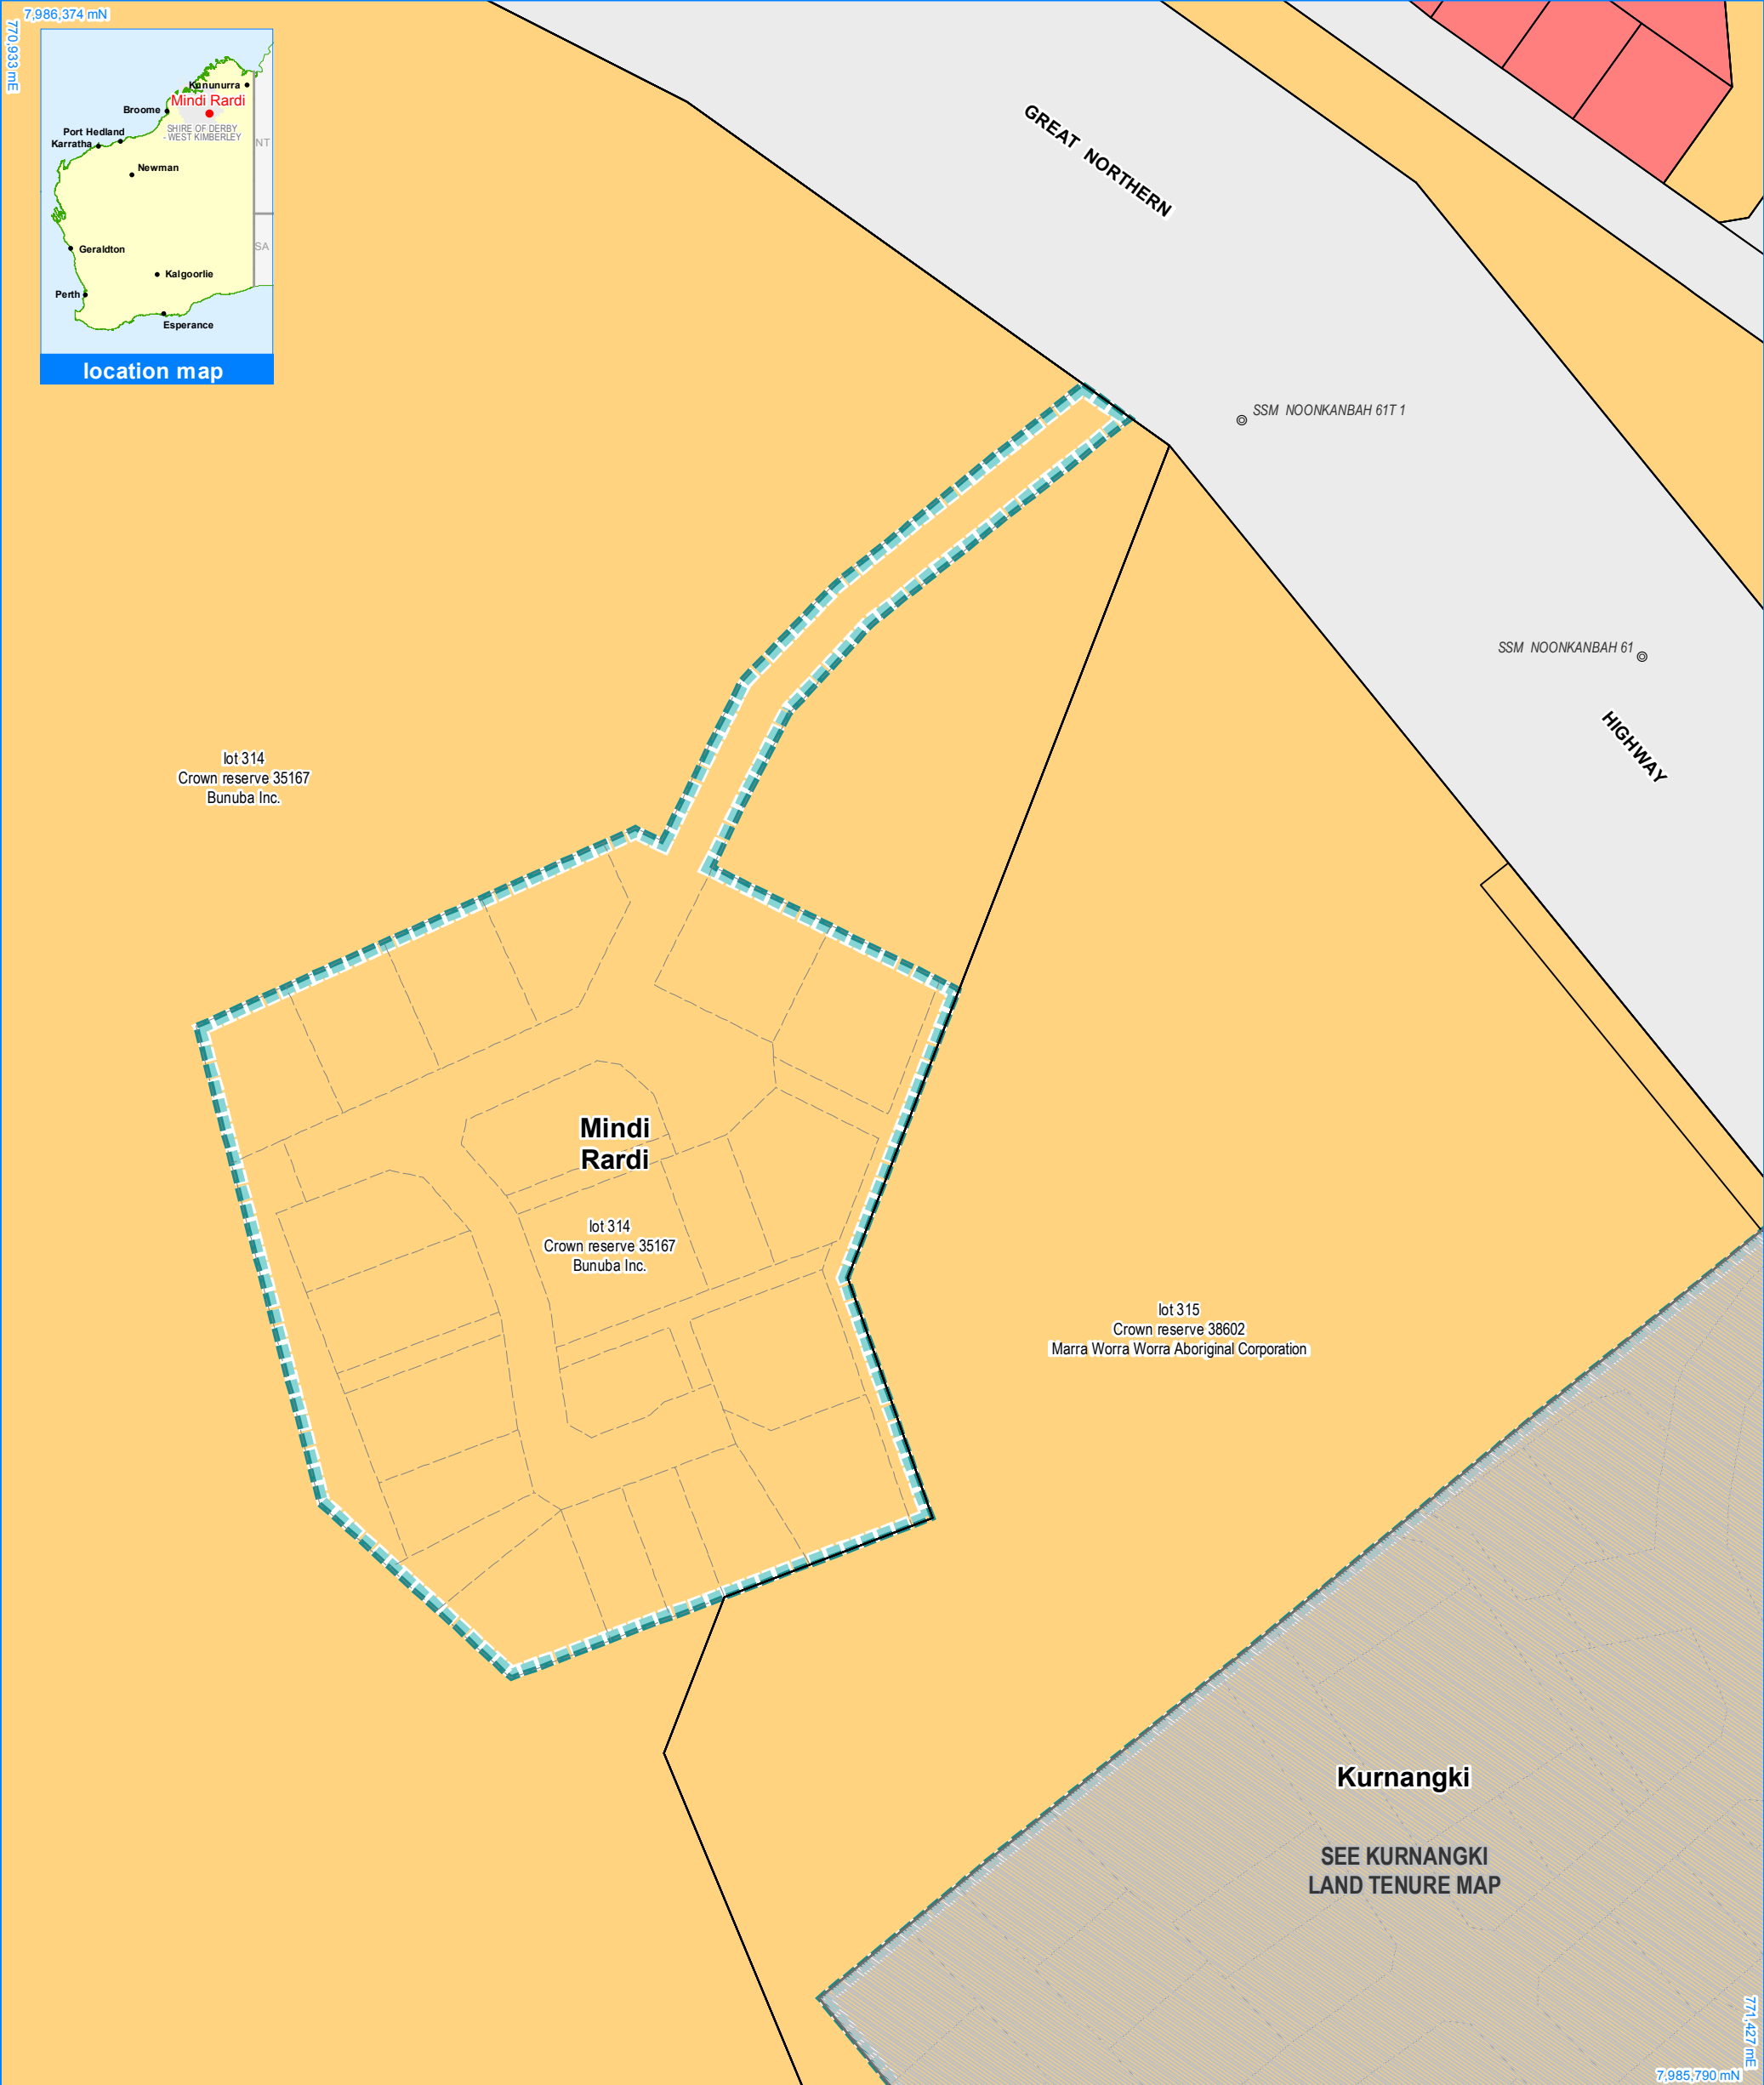 7,986,374 mN
770,933 mE
Kununurra
Mindi Rardi
Broome
SHIRE OF DERBY
- WEST KIMBERLEY
Port Hedland
Karratha
NT
Newman
SA
Geraldton
Kalgoorlie
Perth
Esperance
location map
GREAT NORTHERN
SSM NOONKANBAH 61T 1
SSM NOONKANBAH 61
HIGHWAY
lot 314
Crown reserve 35167
Bunuba Inc.
Mindi
Rardi
lot 314
Crown reserve 35167
Bunuba Inc.
lot 315
Crown reserve 38602
Marra Worra Worra Aboriginal Corporation
Kurnangki
SEE KURNANGKI
LAND TENURE MAP
771,427 mE
7,985,790 mN